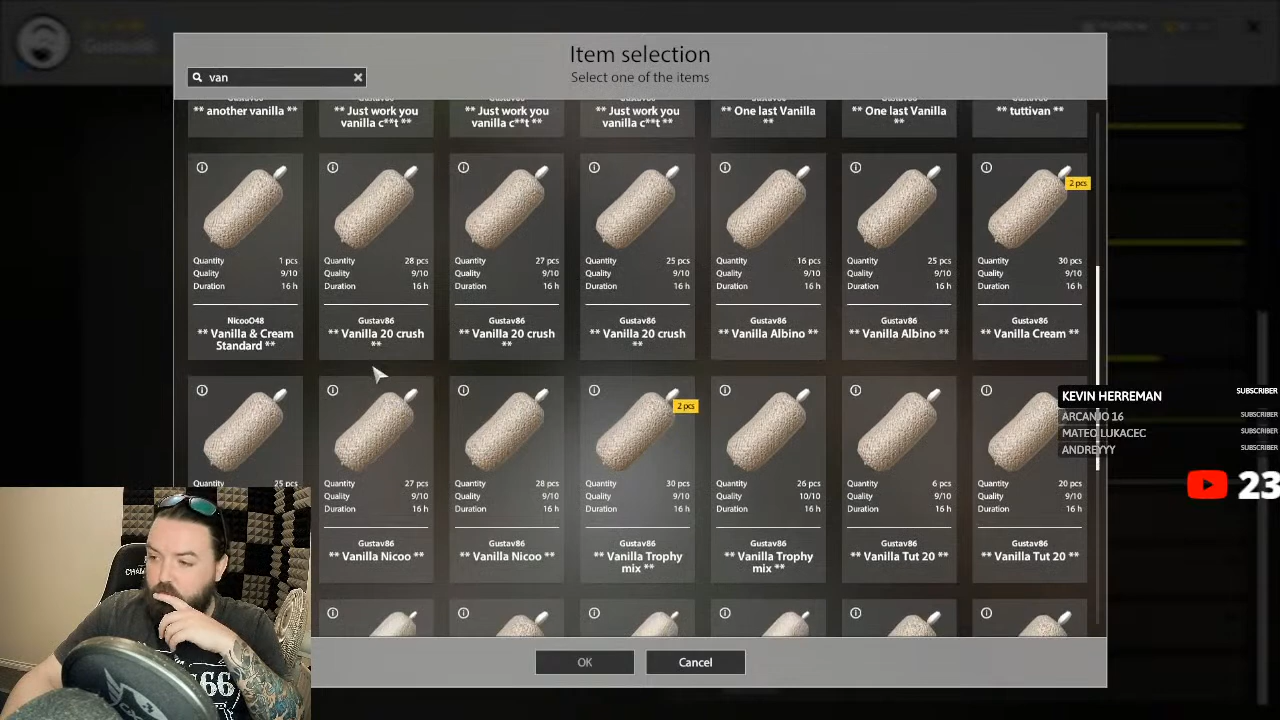 Item selection
Select one of the items
van
** another vanilla **
** Just work you
vanilla c**t **
** Just work you
vanilla c**t **
** Just work you
vanilla c**t **
** One last Vanilla
**
** One last Vanilla
**
** tuttivan **
2 pcs
Quantity 1 pcs
Quality 9/10
Duration 16 h
NicooO48
** Vanilla & Cream
Standard **
Quantity 28 pcs
Quality 9/10
Duration 16 h
Gustav86
** Vanilla 20 crush
**
Quantity 27 pcs
Quality 9/10
Duration 16 h
Gustav86
** Vanilla 20 crush
**
Quantity 25 pcs
Quality 9/10
Duration 16 h
Gustav86
** Vanilla 20 crush
**
Quantity 16 pcs
Quality 9/10
Duration 16 h
Gustav86
** Vanilla Albino **
Quantity 25 pcs
Quality 9/10
Duration 16 h
Gustav86
** Vanilla Albino **
Quantity 30 pcs
Quality 9/10
Duration 16 h
Gustav86
** Vanilla Cream **
2 pcs
Quantity 25 pcs
Quantity 27 pcs
Quality 9/10
Duration 16 h
Gustav86
** Vanilla Nicoo **
Quantity 28 pcs
Quality 9/10
Duration 16 h
Gustav86
** Vanilla Nicoo **
Quantity 30 pcs
Quality 9/10
Duration 16 h
Gustav86
** Vanilla Trophy
mix **
Quantity 26 pcs
Quality 10/10
Duration 16 h
Gustav86
** Vanilla Trophy
mix **
Quantity 6 pcs
Quality 9/10
Duration 16 h
Gustav86
** Vanilla Tut 20 **
Quantity 20 pcs
Quality 9/10
Duration 16 h
Gustav86
** Vanilla Tut 20 **
KEVIN HERREMAN SUBSCRIBER
ARCANJO 16 SUBSCRIBER
MATEO LUKACEC SUBSCRIBER
ANDREYYY SUBSCRIBER
23
OK
Cancel